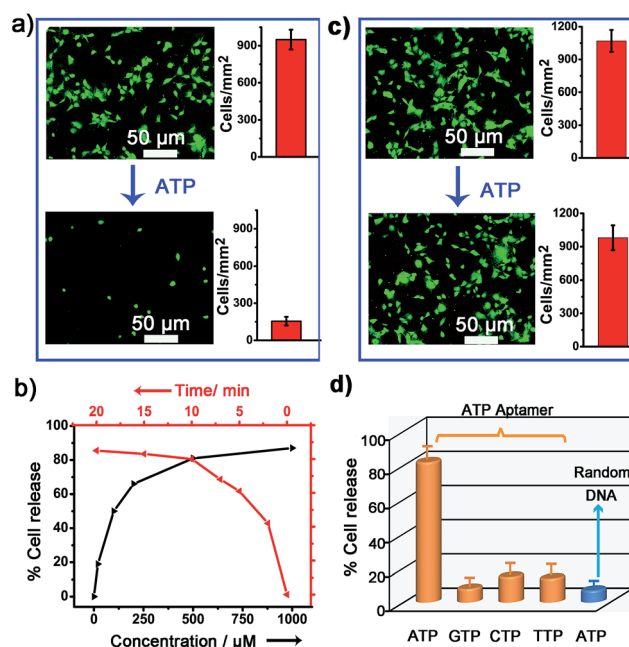 a)
900
600
300
0
Cells/mm2
50 µm
ATP
900
600
300
0
Cells/mm2
50 µm
c)
1200
900
600
300
0
Cells/mm2
50 µm
ATP
1200
900
600
300
0
Cells/mm2
50 µm
b)
Time/ min
20 15 10 5 0
100
80
60
40
20
0
% Cell release
0 250 500 750 1000
Concentration / µM
d)
ATP Aptamer
100
80
60
40
20
0
% Cell release
Random
DNA
ATP GTP CTP TTP ATP